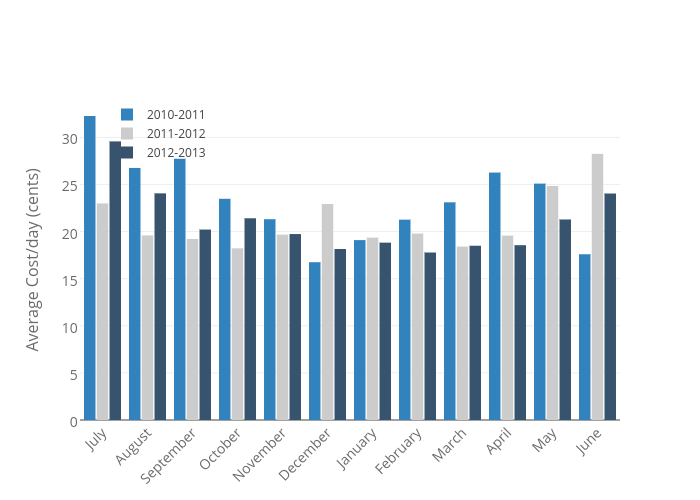 2010-2011
2011-2012
2012-2013
Average Cost/day (cents)
30
25
20
15
10
5
0
July
August
September
October
November
December
January
February
March
April
May
June